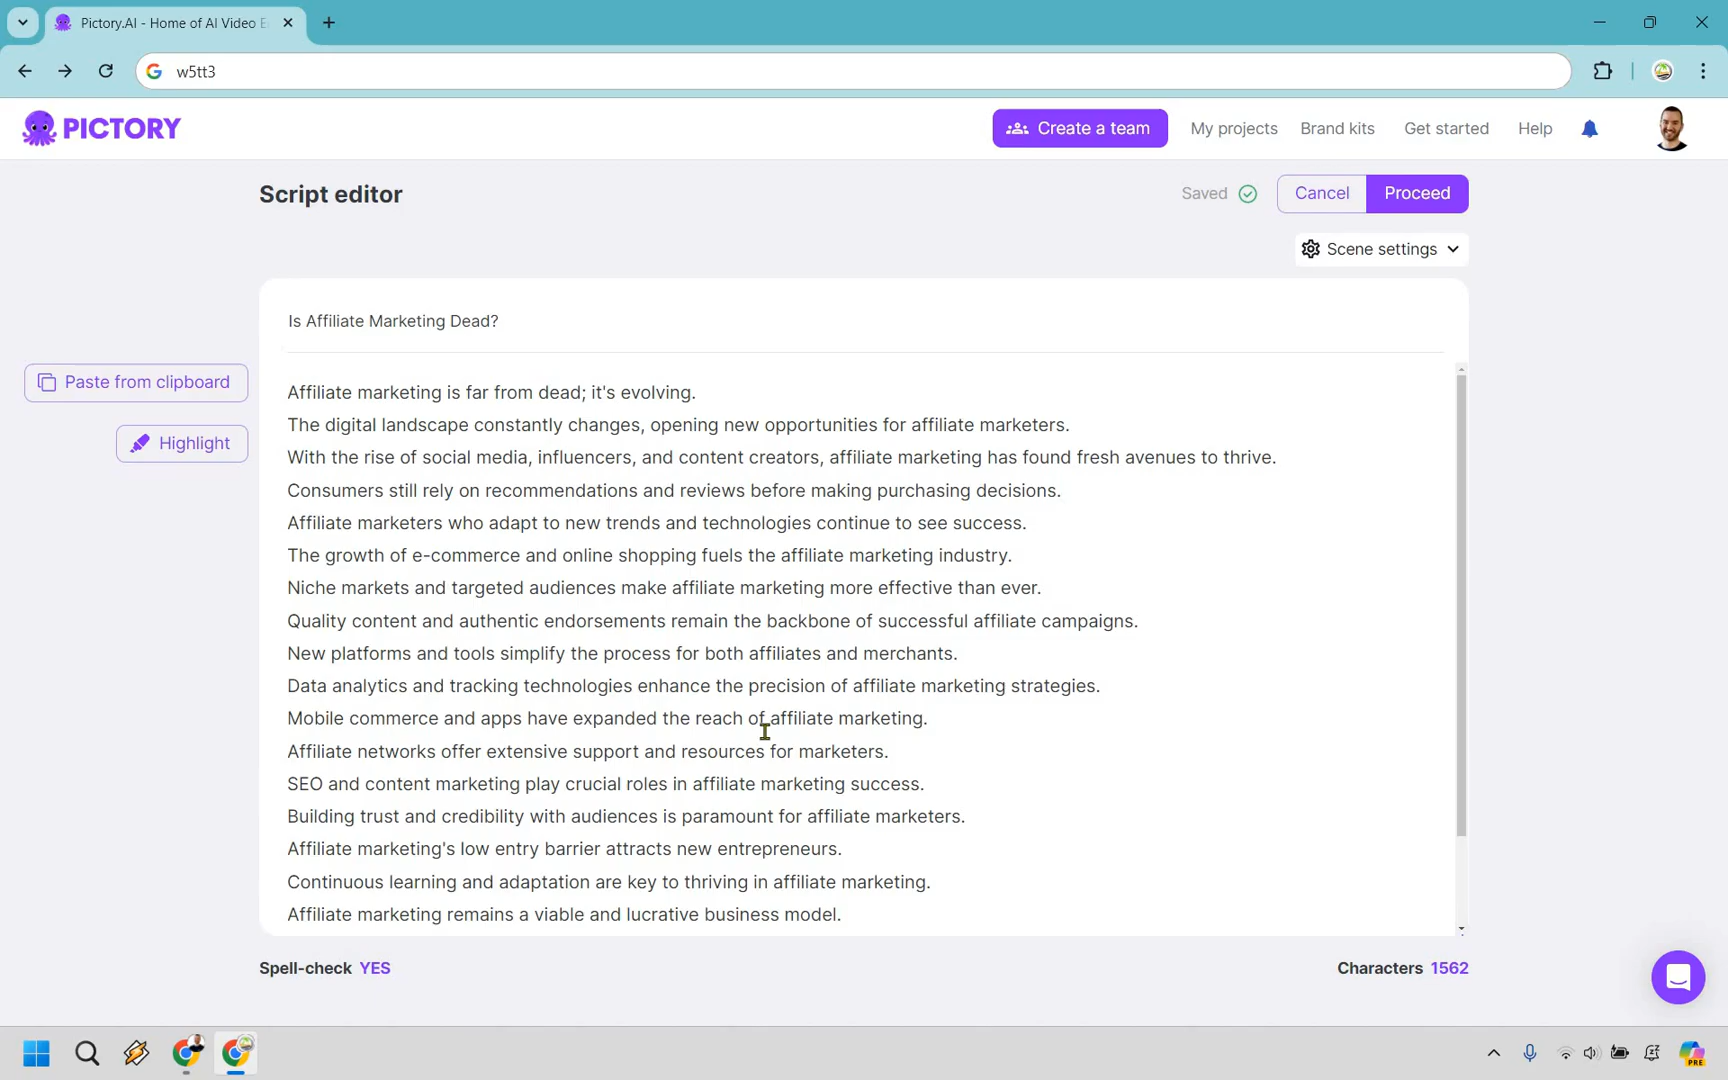 Pictory.AI - Home of AI Video E
w5tt3
PICTORY
Create a team
My projects
Brand kits
Get started
Help
Script editor
Saved
Cancel
Proceed
Scene settings
Is Affiliate Marketing Dead?
Paste from clipboard
Highlight
Affiliate marketing is far from dead; it's evolving.
The digital landscape constantly changes, opening new opportunities for affiliate marketers.
With the rise of social media, influencers, and content creators, affiliate marketing has found fresh avenues to thrive.
Consumers still rely on recommendations and reviews before making purchasing decisions.
Affiliate marketers who adapt to new trends and technologies continue to see success.
The growth of e-commerce and online shopping fuels the affiliate marketing industry.
Niche markets and targeted audiences make affiliate marketing more effective than ever.
Quality content and authentic endorsements remain the backbone of successful affiliate campaigns.
New platforms and tools simplify the process for both affiliates and merchants.
Data analytics and tracking technologies enhance the precision of affiliate marketing strategies.
Mobile commerce and apps have expanded the reach of affiliate marketing.
Affiliate networks offer extensive support and resources for marketers.
SEO and content marketing play crucial roles in affiliate marketing success.
Building trust and credibility with audiences is paramount for affiliate marketers.
Affiliate marketing's low entry barrier attracts new entrepreneurs.
Continuous learning and adaptation are key to thriving in affiliate marketing.
Affiliate marketing remains a viable and lucrative business model.
Spell-check YES
Characters 1562
PRE